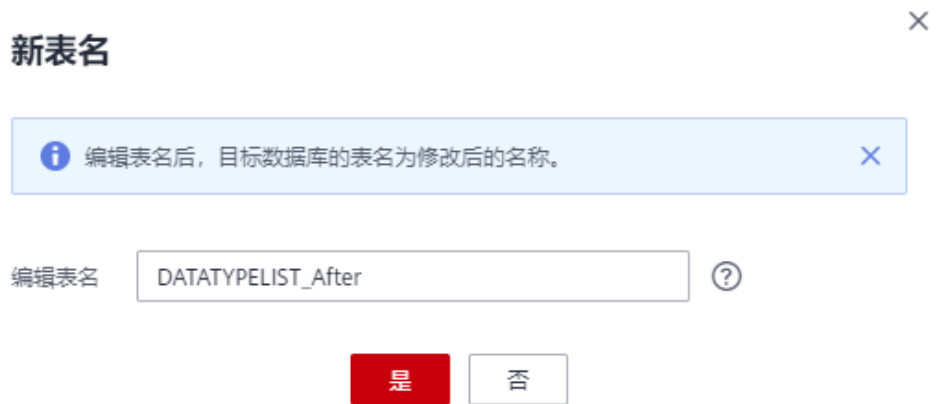 新表名
编辑表名后，目标数据库的表名为修改后的名称。
编辑表名 DATATYPELIST_After
是 否